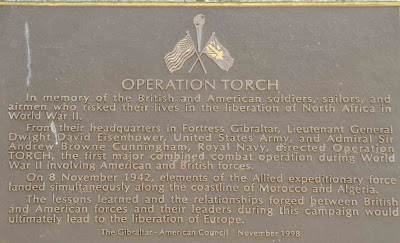 OPERATION TORCH
In memory of the British and American soldiers, sailors, and
airmen who risked their lives in the liberation of North Africa in
World War II.
From their headquarters in Fortress Gibraltar, Lieutenant General
Dwight David Eisenhower, United States Army, and Admiral Sir
Andrew Browne Cunningham, Royal Navy, directed Operation
TORCH, the first major combined combat operation during World
War II involving American and British forces.
On 8 November 1942, elements of the Allied expeditionary force
landed simultaneously along the coastline of Morocco and Algeria.
The lessons learned and the relationships forged between British
and American forces and their leaders during this campaign would
ultimately lead to the liberation of Europe.
The Gibraltar - American Council · November 1998